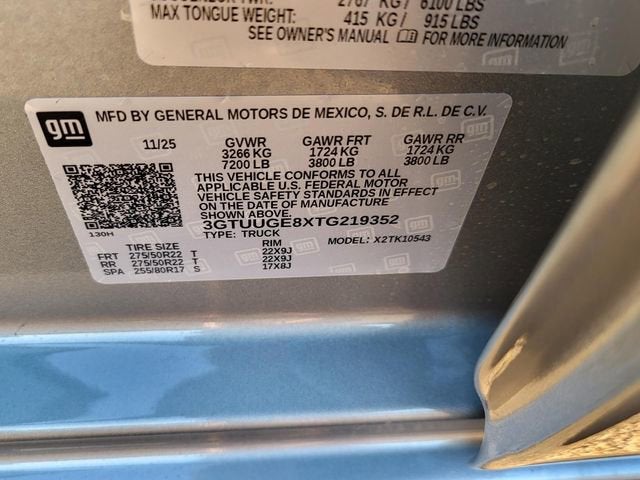 2767 KG/ 6100 LBS
MAX TONGUE WEIGHT: 415 KG/ 915 LBS
SEE OWNER'S MANUAL FOR MORE INFORMATION
gm
MFD BY GENERAL MOTORS DE MEXICO, S. DE R.L. DE C.V.
11/25 GVWR GAWR FRT GAWR RR
3266 KG 1724 KG 1724 KG
7200 LB 3800 LB 3800 LB
THIS VEHICLE CONFORMS TO ALL
APPLICABLE U.S. FEDERAL MOTOR
VEHICLE SAFETY STANDARDS IN EFFECT
ON THE DATE OF MANUFACTURE
SHOWN ABOVE.
3GTUUGE8XTG219352
TYPE: TRUCK MODEL: X2TK10543
130H
TIRE SIZE RIM
FRT 275/50R22 T 22X9J
RR 275/50R22 T 22X9J
SPA 255/80R17 S 17X8J